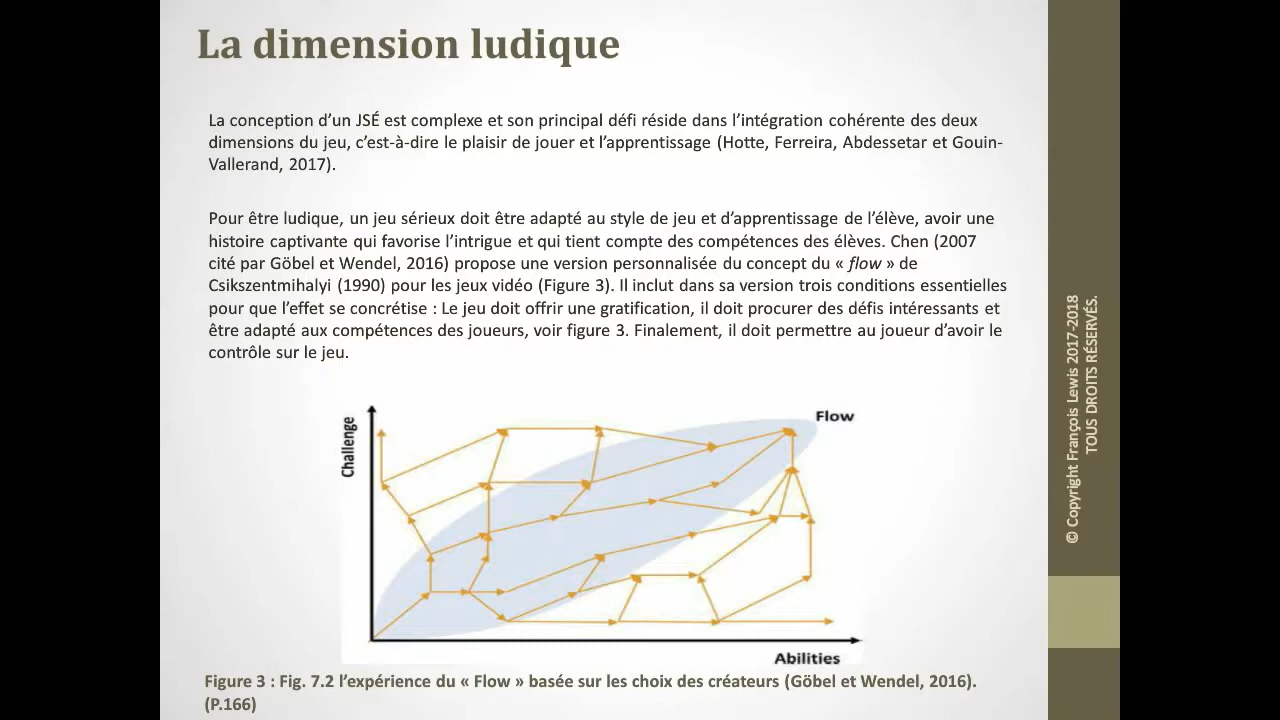 La dimension ludique
La conception d’un JSÉ est complexe et son principal défi réside dans l’intégration cohérente des deux
dimensions du jeu, c’est-à-dire le plaisir de jouer et l’apprentissage (Hotte, Ferreira, Abdessetar et Gouin-
Vallerand, 2017).
Pour être ludique, un jeu sérieux doit être adapté au style de jeu et d’apprentissage de l’élève, avoir une
histoire captivante qui favorise l’intrigue et qui tient compte des compétences des élèves. Chen (2007
cité par Göbel et Wendel, 2016) propose une version personnalisée du concept du « flow » de
Csikszentmihalyi (1990) pour les jeux vidéo (Figure 3). Il inclut dans sa version trois conditions essentielles
pour que l’effet se concrétise : Le jeu doit offrir une gratification, il doit procurer des défis intéressants et
être adapté aux compétences des joueurs, voir figure 3. Finalement, il doit permettre au joueur d’avoir le
contrôle sur le jeu.
Challenge
Flow
Abilities
Figure 3 : Fig. 7.2 l’expérience du « Flow » basée sur les choix des créateurs (Göbel et Wendel, 2016).
(P.166)
© Copyright François Lewis 2017-2018
TOUS DROITS RÉSERVÉS.